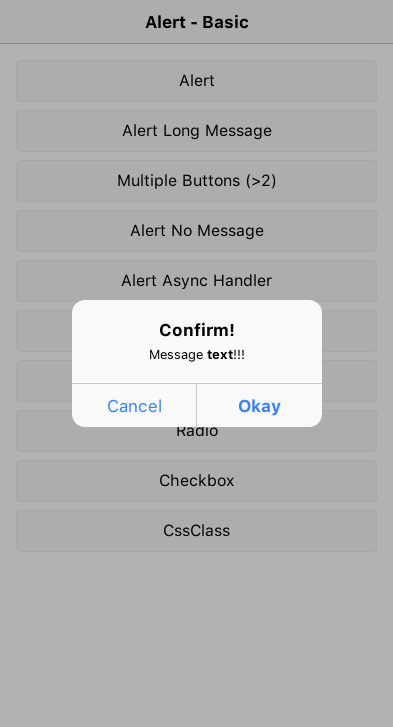 Alert - Basic
Alert
Alert Long Message
Multiple Buttons (>2)
Alert No Message
Alert Async Handler
Confirm!
Message text!!!
Cancel Okay
Radio
Checkbox
CssClass